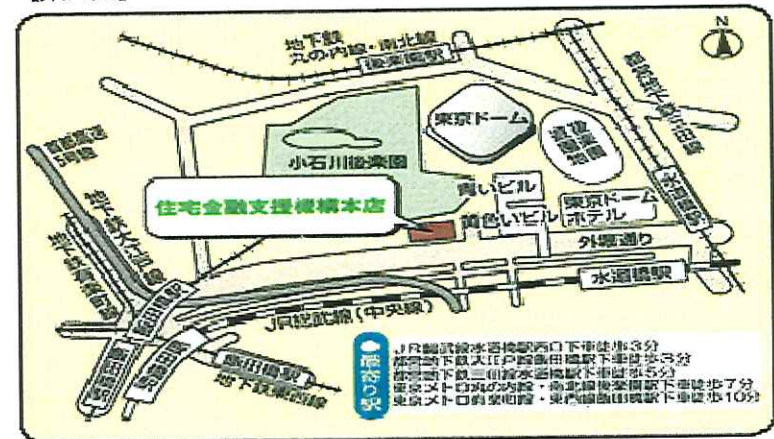 N
地下鉄
丸の内線・南北線
後楽園駅
首都高速
5号線
東京ドーム
小石川後楽園
青いビル
住宅金融支援機構本店
黄色いビル
東京ドーム
ホテル
水道橋駅
外堀通り
水道橋駅
JR総武線(中央線)
飯田橋駅
飯田橋駅
地下鉄東西線
最寄り駅
JR総武線水道橋駅西口下車徒歩3分
都営地下鉄大江戸線飯田橋駅下車徒歩3分
都営地下鉄三田線水道橋駅下車徒歩5分
東京メトロ丸の内線・南北線後楽園駅下車徒歩7分
東京メトロ有楽町線・東西線飯田橋駅下車徒歩10分